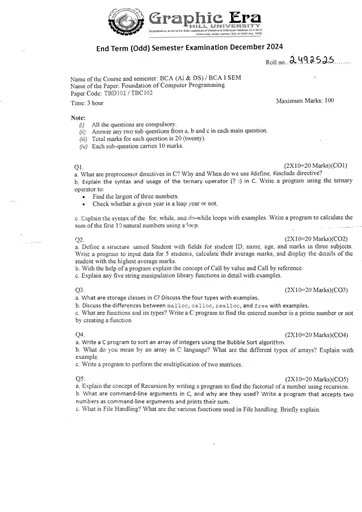 Graphic Era
HILL UNIVERSITY
End Term (Odd) Semester Examination December 2024
Roll no. 2492525
Name of the Course and semester: BCA (AI & DS) / BCA I SEM
Name of the Paper: Foundation of Computer Programming
Paper Code: TBD102 / TBC102
Time: 3 hour Maximum Marks: 100
Note:
(i) All the questions are compulsory.
(ii) Answer any two sub questions from a, b and c in each main question.
(iii) Total marks for each question is 20 (twenty).
(iv) Each sub-question carries 10 marks.
Q1. (2X10=20 Marks)(CO1)
a. What are preprocessor directives in C? Why and When do we use #define, #include directive?
b. Explain the syntax and usage of the ternary operator (? :) in C. Write a program using the ternary
operator to:
• Find the largest of three numbers.
• Check whether a given year is a leap year or not.
c. Explain the syntax of the for, while, and do-while loops with examples. Write a program to calculate the
sum of the first 10 natural numbers using a loop.
Q2. (2X10=20 Marks)(CO2)
a. Define a structure named Student with fields for student ID, name, age, and marks in three subjects.
Write a program to input data for 5 students, calculate their average marks, and display the details of the
student with the highest average marks.
b. With the help of a program explain the concept of Call by value and Call by reference.
c. Explain any five string manipulation library functions in detail with examples.
Q3. (2X10=20 Marks)(CO3)
a. What are storage classes in C? Discuss the four types with examples.
b. Discuss the differences between malloc, calloc, realloc, and free with examples.
c. What are functions and its types? Write a C program to find the entered number is a prime number or not
by creating a function.
Q4. (2X10=20 Marks)(CO4)
a. Write a C program to sort an array of integers using the Bubble Sort algorithm.
b. What do you mean by an array in C language? What are the different types of arrays? Explain with
example
c. Write a program to perform the multiplication of two matrices.
Q5: (2X10=20 Marks)(CO5)
a. Explain the concept of Recursion by writing a program to find the factorial of a number using recursion.
b. What are command-line arguments in C, and why are they used? Write a program that accepts two
numbers as command-line arguments and prints their sum.
c. What is File Handling? What are the various functions used in File handling. Briefly explain.